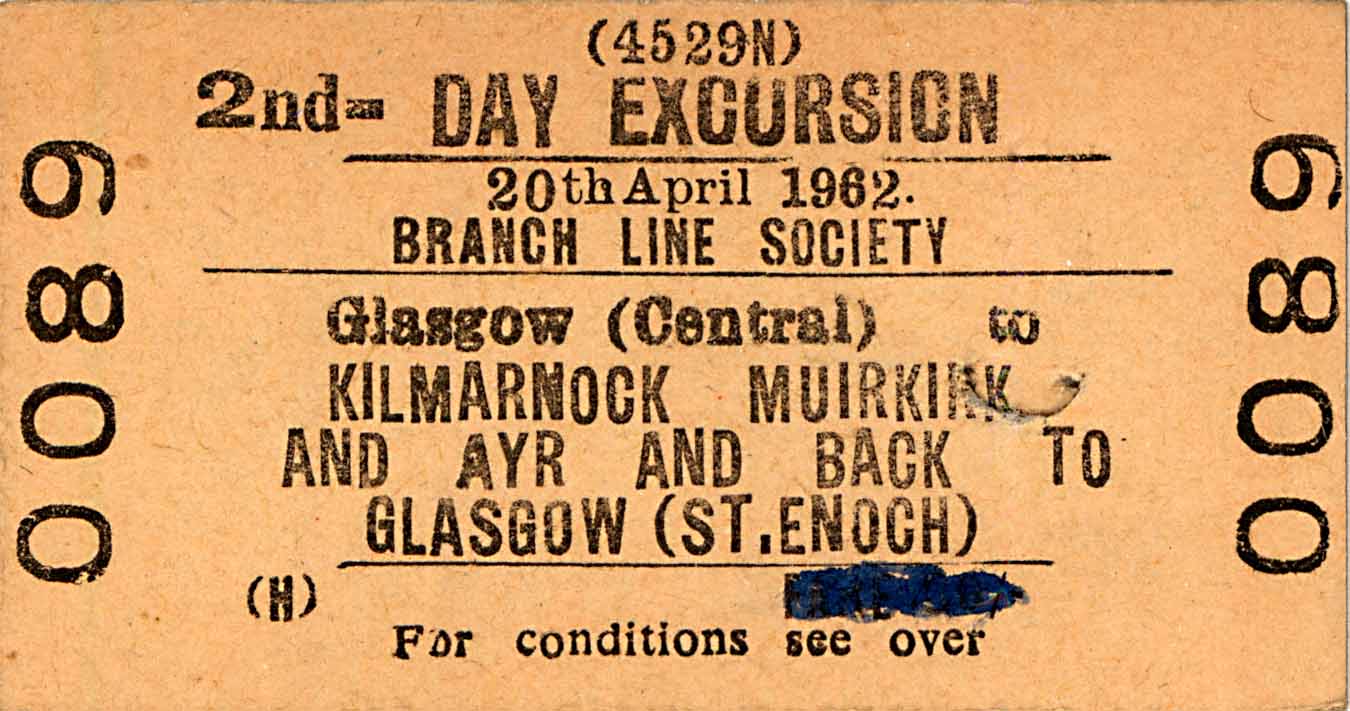 (4529N)
2nd- DAY EXCURSION
20th April 1962.
BRANCH LINE SOCIETY
Glasgow (Central) to
KILMARNOCK MUIRKIRK
AND AYR AND BACK TO
GLASGOW (ST.ENOCH)
(H)
For conditions see over
0089
0089